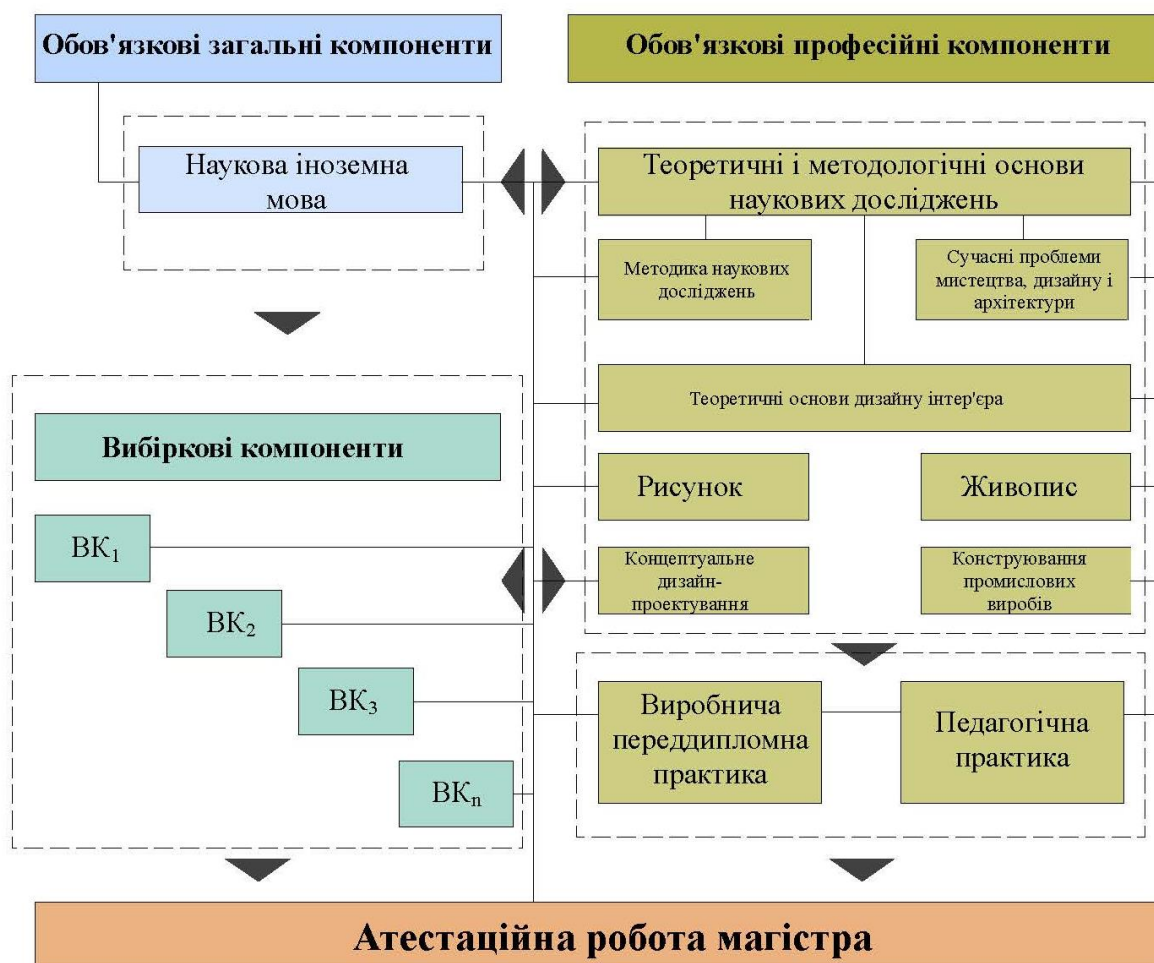 Обов'язкові загальні компоненти
Обов'язкові професійні компоненти
Наукова іноземна
мова
Теоретичні і методологічні основи
наукових досліджень
Методика наукових
досліджень
Сучасні проблеми
мистецтва, дизайну і
архітектури
Теоретичні основи дизайну інтер'єра
Вибіркові компоненти
Рисунок
Живопис
ВК₁
ВК₂
ВК₃
ВКₙ
Концептуальне
дизайн-
проектування
Конструювання
промислових
виробів
Виробнича
переддипломна
практика
Педагогічна
практика
Атестаційна робота магістра